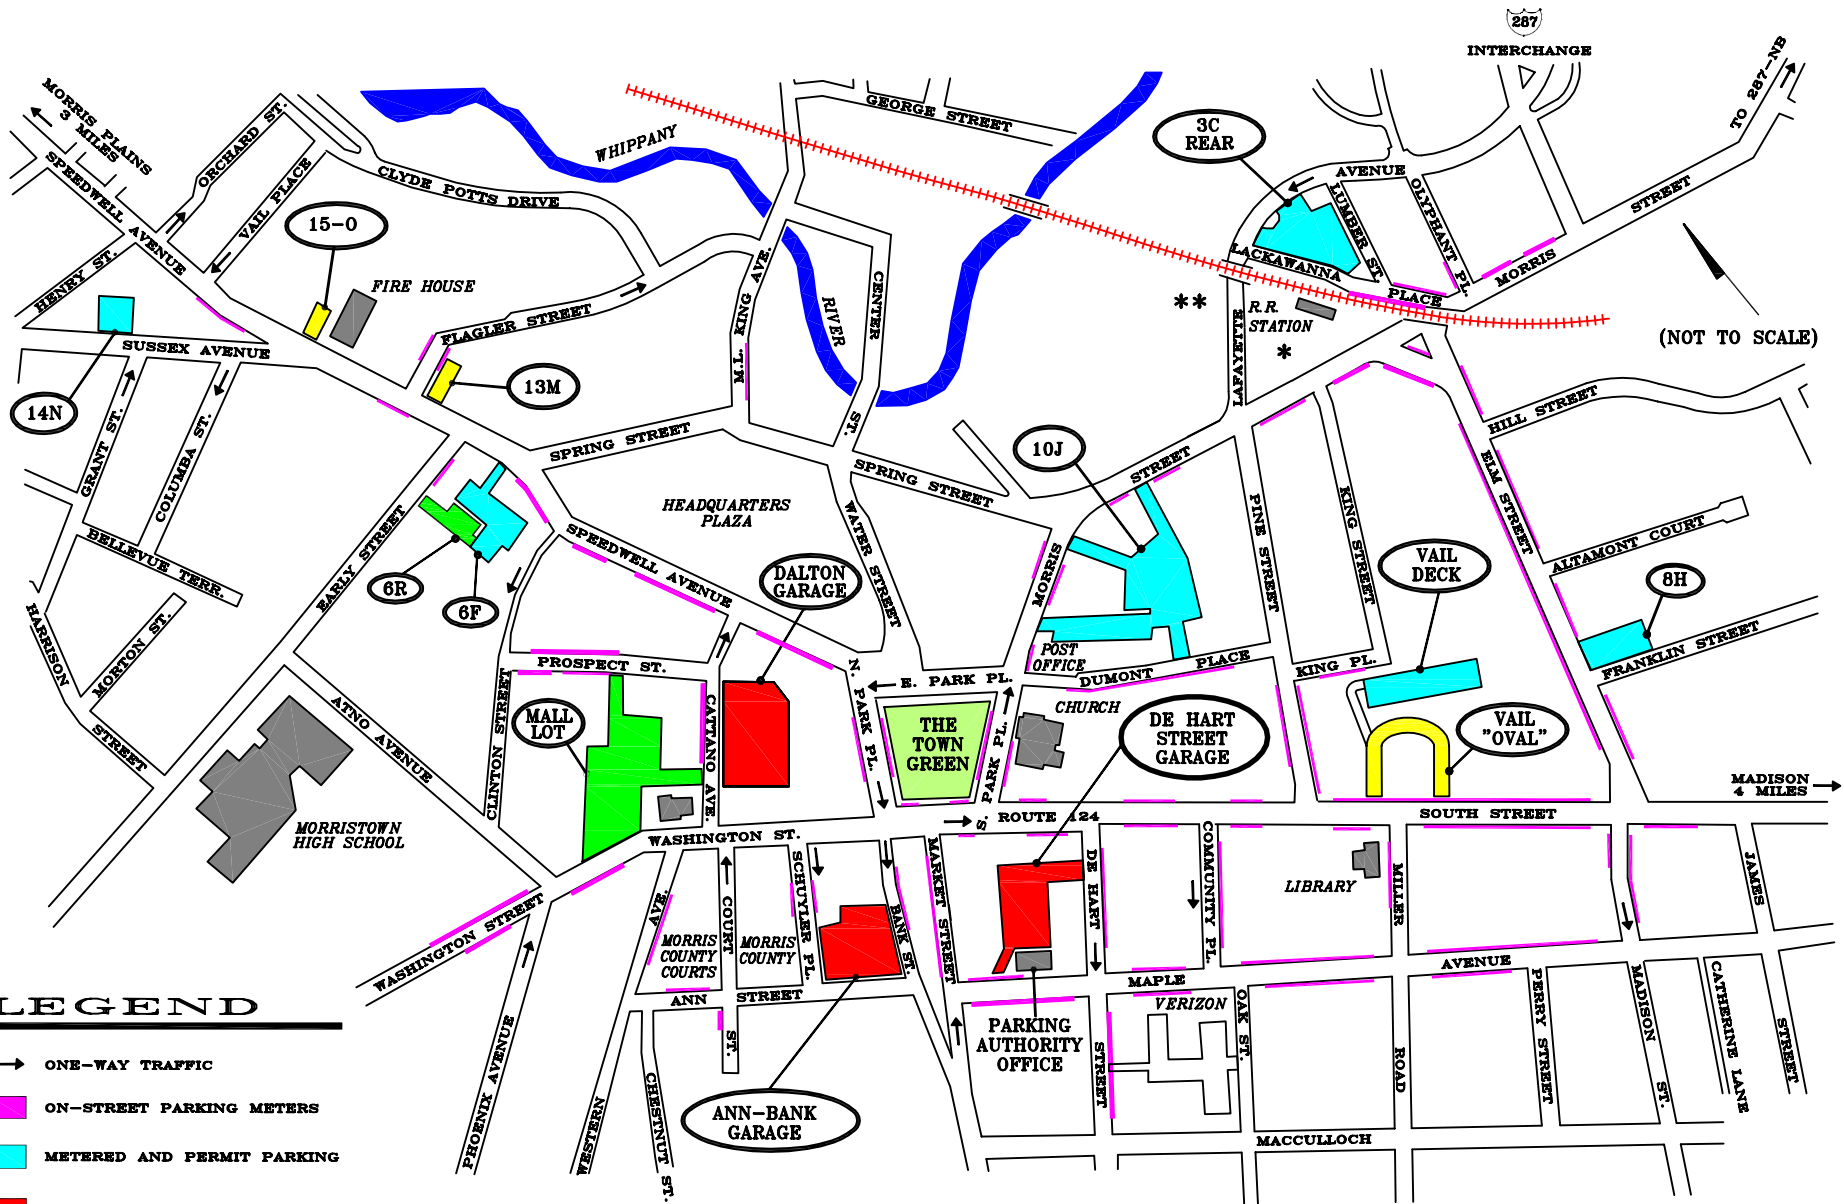 287
INTERCHANGE
TO 287-NB
MORRIS PLAINS
3 MILES
ORCHARD ST.
GEORGE STREET
WHIPPANY
3C
REAR
SPEEDWELL
AVENUE
VAIL PLACE
CLYDE POTTS DRIVE
AVENUE
LUMBER ST.
OLYPHANT PL.
STREET
15-O
HENRY ST.
FIRE HOUSE
FLAGLER STREET
M.L. KING AVE.
RIVER
CENTER
ST.
LACKAWANNA
PLACE
MORRIS
**
R.R.
STATION
*
LAFAYETTE
(NOT TO SCALE)
SUSSEX AVENUE
13M
14N
GRANT ST.
COLUMBA ST.
SPRING STREET
SPRING STREET
10J
STREET
HILL STREET
ELM STREET
HEADQUARTERS
PLAZA
WATER STREET
PINE STREET
KING STREET
ALTAMONT COURT
BELLEVUE TERR.
EARLY STREET
6R
6F
SPEEDWELL AVENUE
DALTON
GARAGE
MORRIS
VAIL
DECK
8H
HARRISON
STREET
MORTON ST.
PROSPECT ST.
POST
OFFICE
DUMONT PLACE
KING PL.
FRANKLIN STREET
N. PARK PL.
E. PARK PL.
ATNO AVENUE
CLINTON STREET
MALL
LOT
CATTANO AVE.
THE
TOWN
GREEN
S. PARK PL.
CHURCH
DE HART
STREET
GARAGE
VAIL
"OVAL"
MADISON
4 MILES
MORRISTOWN
HIGH SCHOOL
WASHINGTON ST.
ROUTE 124
SOUTH STREET
WASHINGTON STREET
AVE.
COURT
ST.
SCHUYLER PL.
BANK ST.
MARKET STREET
DE HART
STREET
COMMUNITY PL.
LIBRARY
MILLER
ROAD
JAMES
STREET
MORRIS
COUNTY
COURTS
MORRIS
COUNTY
ANN STREET
MAPLE
AVENUE
VERIZON
OAK ST.
PERRY STREET
MADISON
ST.
CATHERINE LANE
PARKING
AUTHORITY
OFFICE
PHOENIX AVENUE
WESTERN
CHESTNUT ST.
ANN-BANK
GARAGE
MACCULLOCH
LEGEND
ONE-WAY TRAFFIC
ON-STREET PARKING METERS
METERED AND PERMIT PARKING